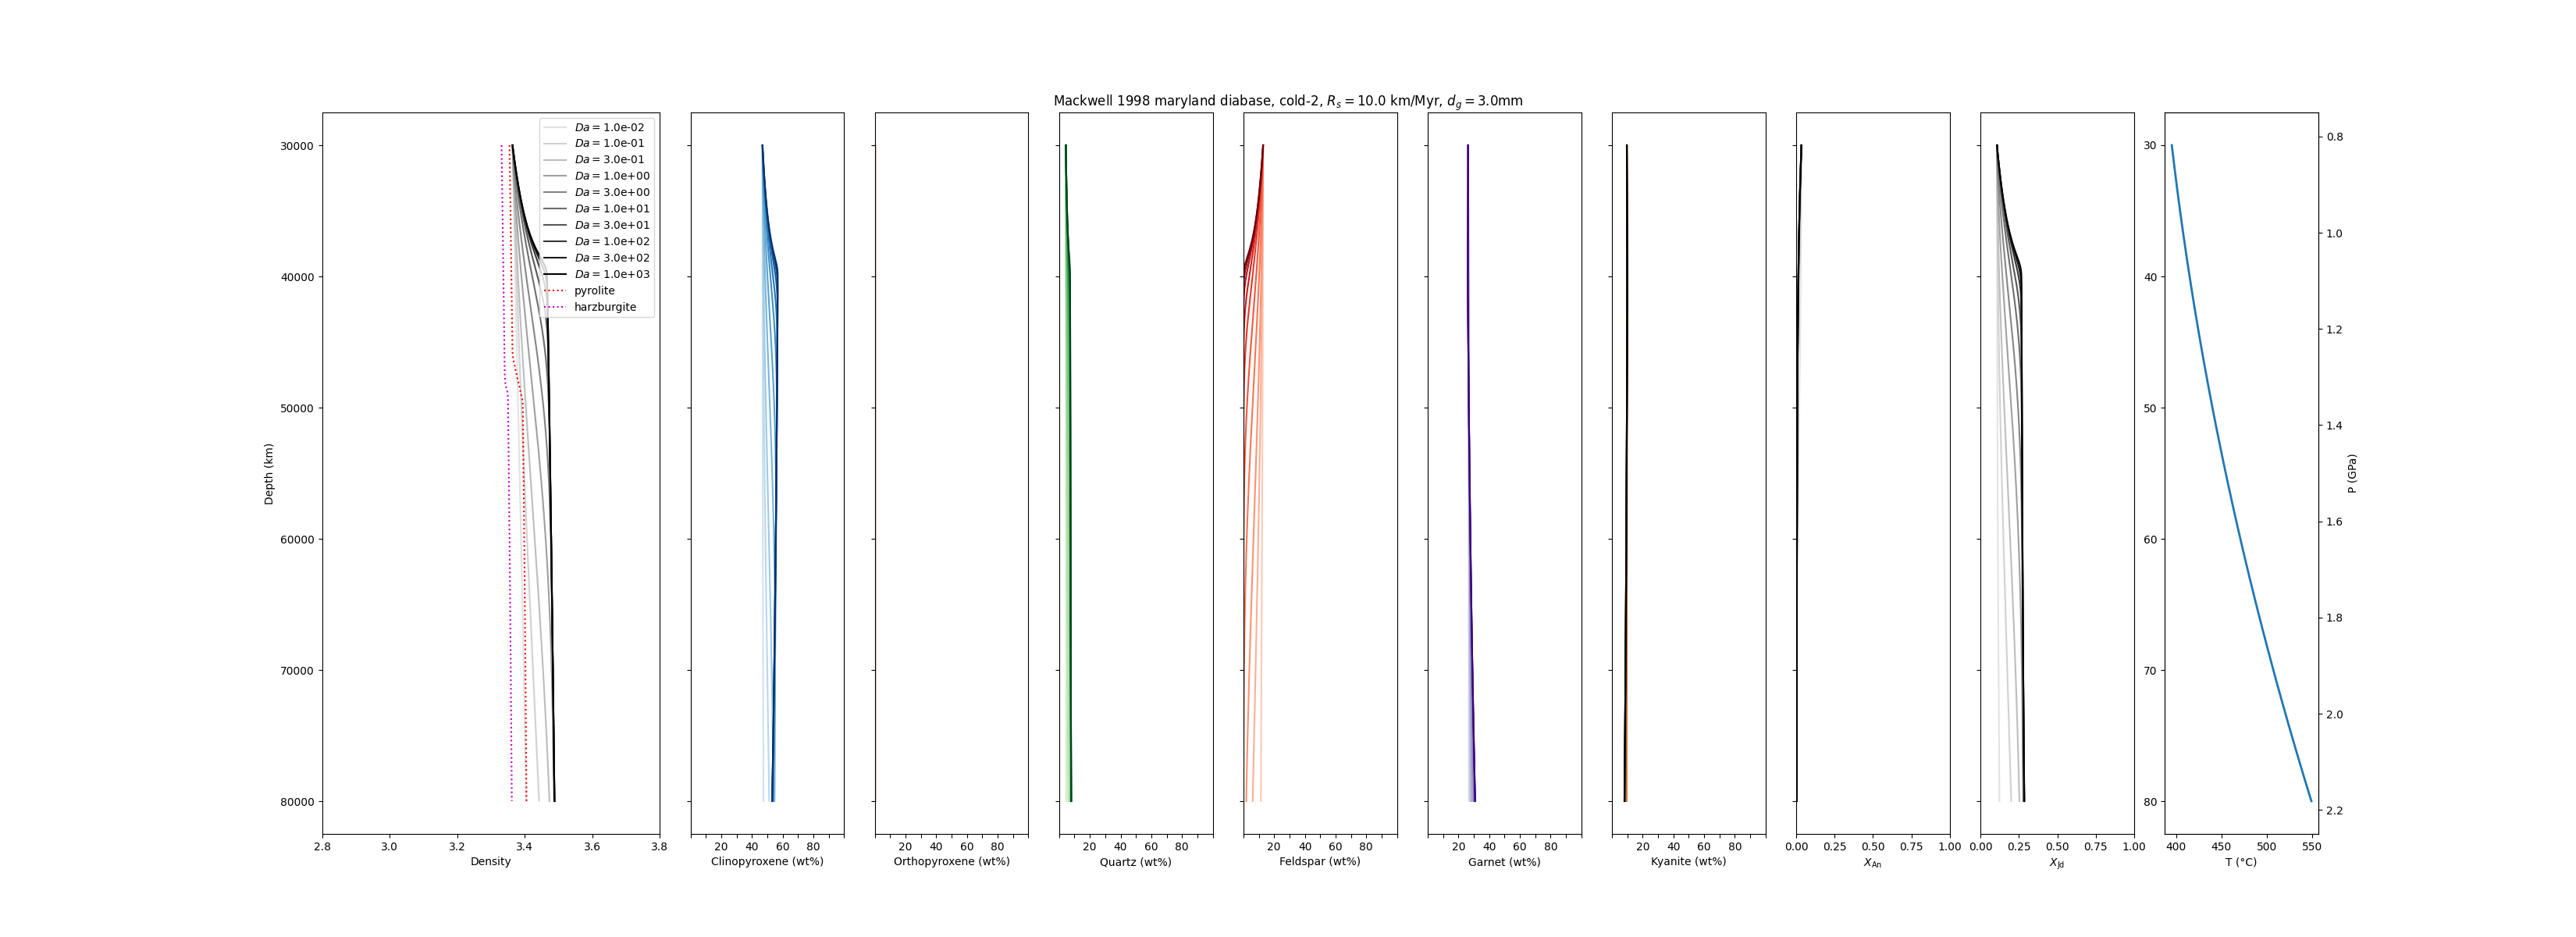 Mackwell 1998 maryland diabase, cold-2, Rs = 10.0 km/Myr, dg = 3.0mm
Da = 1.0e-02
Da = 1.0e-01
Da = 3.0e-01
Da = 1.0e+00
Da = 3.0e+00
Da = 1.0e+01
Da = 3.0e+01
Da = 1.0e+02
Da = 3.0e+02
Da = 1.0e+03
pyrolite
harzburgite
Depth (km)
30000
40000
50000
60000
70000
80000
2.8 3.0 3.2 3.4 3.6 3.8
Density
20 40 60 80
Clinopyroxene (wt%)
20 40 60 80
Orthopyroxene (wt%)
20 40 60 80
Quartz (wt%)
20 40 60 80
Feldspar (wt%)
20 40 60 80
Garnet (wt%)
20 40 60 80
Kyanite (wt%)
0.00 0.25 0.50 0.75 1.00
XAn
0.00 0.25 0.50 0.75 1.00
XJd
30
40
50
60
70
80
400 450 500 550
T (°C)
0.8
1.0
1.2
1.4
1.6
1.8
2.0
2.2
P (GPa)